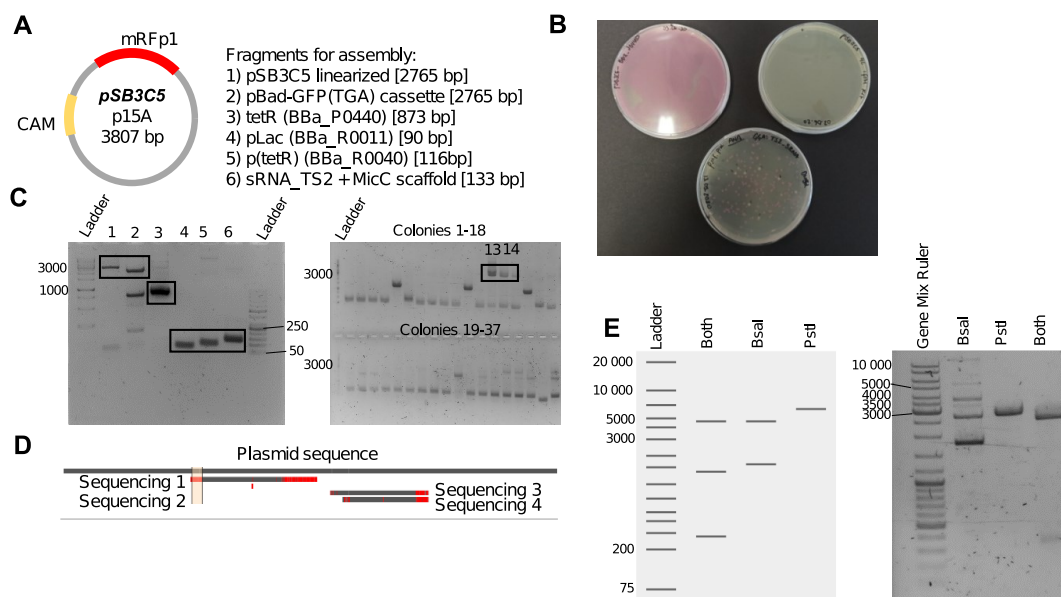 A
mRFp1
pSB3C5
p15A
3807 bp
CAM
Fragments for assembly:
1) pSB3C5 linearized [2765 bp]
2) pBad-GFP(TGA) cassette [2765 bp]
3) tetR (BBa_P0440) [873 bp]
4) pLac (BBa_R0011) [90 bp]
5) p(tetR) (BBa_R0040) [116bp]
6) sRNA_TS2 +MicC scaffold [133 bp]
B
C
Ladder
1 2 3 4 5 6
Ladder
3000
1000
250
50
Ladder
Colonies 1-18
13 14
3000
Colonies 19-37
3000
D
Plasmid sequence
Sequencing 1
Sequencing 2
Sequencing 3
Sequencing 4
E
Ladder
Both
BsaI
PstI
20 000
10 000
5000
3000
200
75
Gene Mix Ruler
BsaI
PstI
Both
10 000
5000
4000
3500
3000